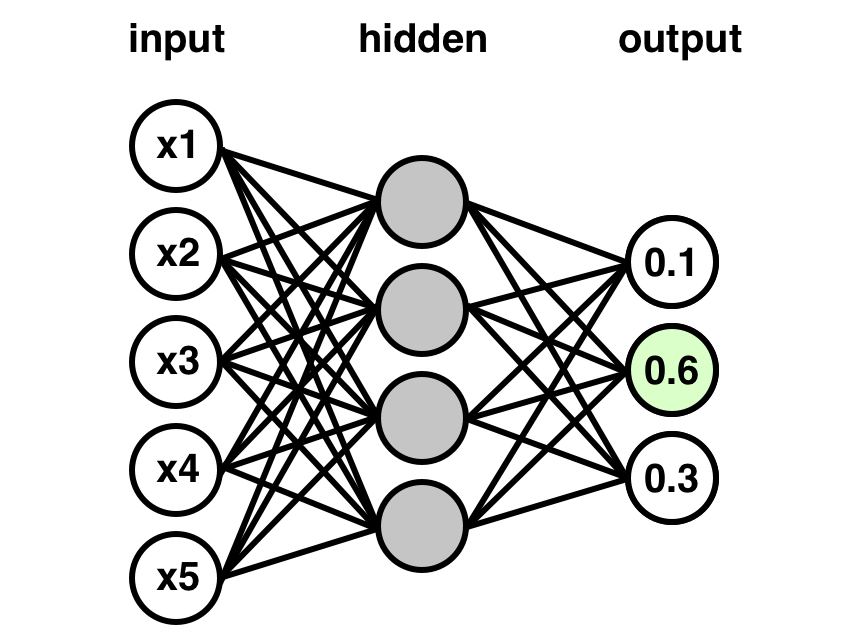 input
hidden
output
x1
x2
x3
x4
x5
0.1
0.6
0.3